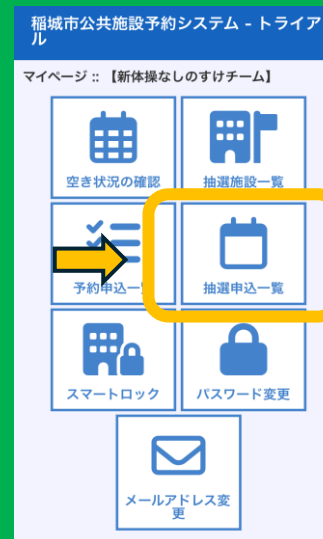 稲城市公共施設予約システム - トライア
ル
マイページ :: 【新体操なしのすけチーム】
空き状況の確認
抽選施設一覧
予約申込一
抽選申込一覧
スマートロック
パスワード変更
メールアドレス変
更